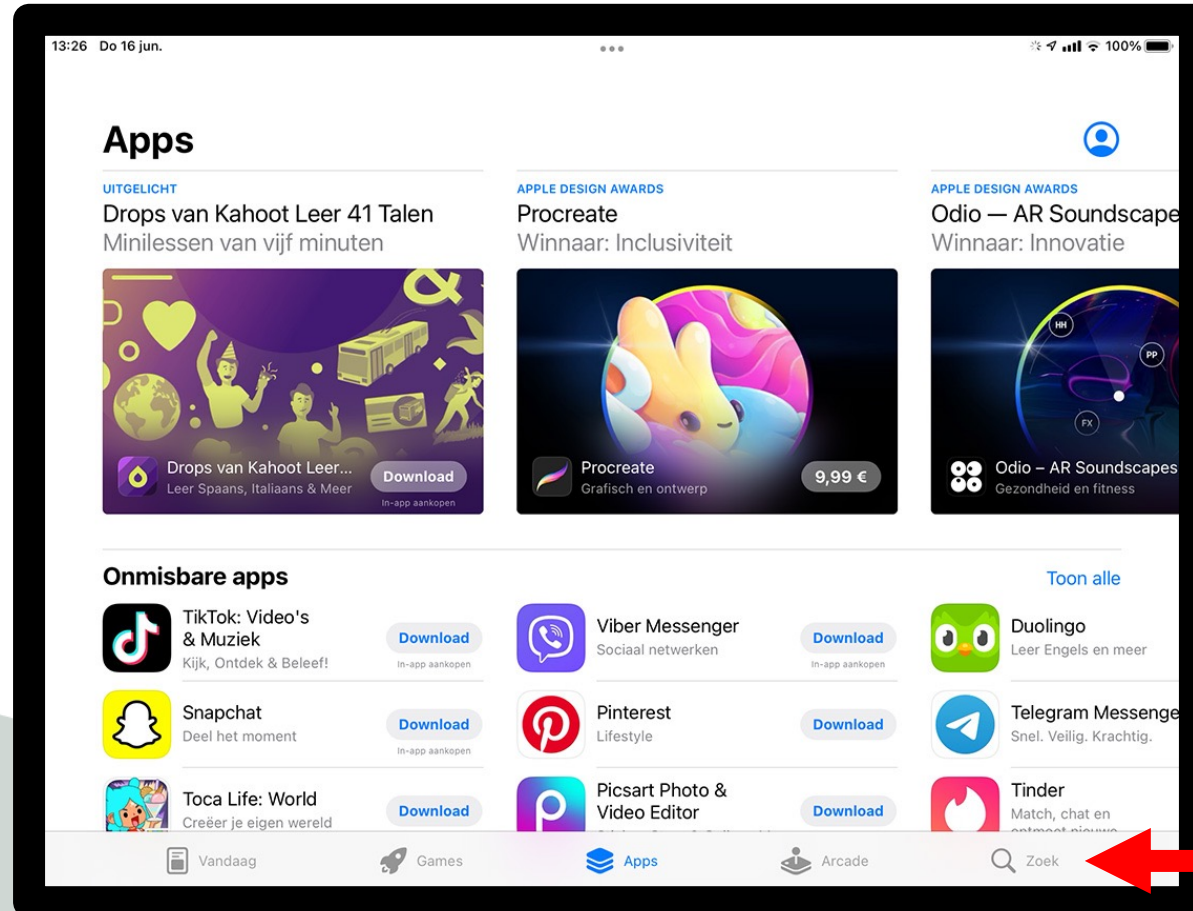 13:26 Do 16 jun.
100%
Apps
UITGELICHT
Drops van Kahoot Leer 41 Talen
Minilessen van vijf minuten
Drops van Kahoot Leer...
Leer Spaans, Italiaans & Meer
Download
In-app aankopen
APPLE DESIGN AWARDS
Procreate
Winnaar: Inclusiviteit
Procreate
Grafisch en ontwerp
9,99 €
APPLE DESIGN AWARDS
Odio — AR Soundscape
Winnaar: Innovatie
HH
PP
FX
Odio – AR Soundscapes
Gezondheid en fitness
Onmisbare apps
Toon alle
TikTok: Video's
& Muziek
Kijk, Ontdek & Beleef!
Download
In-app aankopen
Viber Messenger
Sociaal netwerken
Download
In-app aankopen
Duolingo
Leer Engels en meer
Snapchat
Deel het moment
Download
In-app aankopen
Pinterest
Lifestyle
Download
Telegram Messenge
Snel. Veilig. Krachtig.
Toca Life: World
Creëer je eigen wereld
Download
Picsart Photo &
Video Editor
Download
Tinder
Match, chat en
ontmoet nieuwe
Vandaag
Games
Apps
Arcade
Zoek